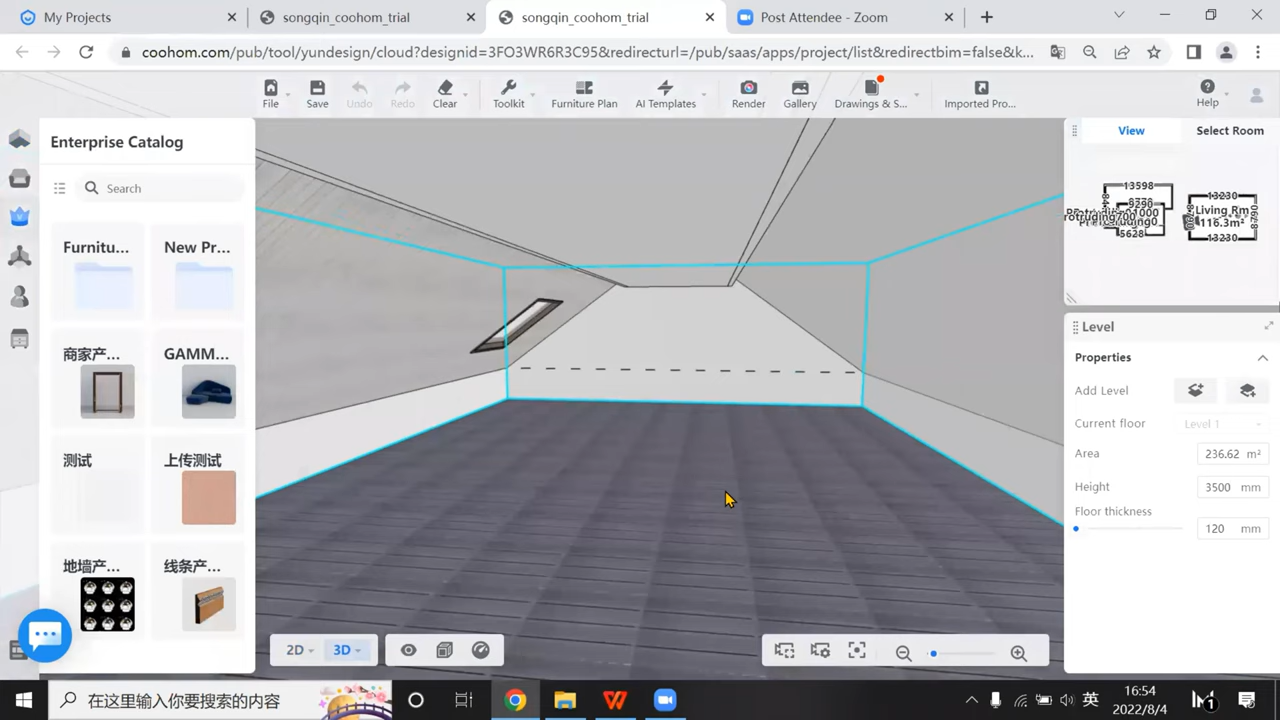 My Projects
songqin_coohom_trial
songqin_coohom_trial
Post Attendee - Zoom
coohom.com/pub/tool/yundesign/cloud?designid=3FO3WR6R3C95&redirecturl=/pub/saas/apps/project/list&redirectbim=false&k...
File
Save
Undo
Redo
Clear
Toolkit
Furniture Plan
AI Templates
Render
Gallery
Drawings & S...
Imported Pro...
Help
Enterprise Catalog
Search
Furnitu...
New Pr...
商家产...
GAMM...
测试
上传测试
地墙产...
线条产...
View
Select Room
13598
5628
13230
Living Rm
116.3m²
13230
Level
Properties
Add Level
Current floor
Level 1
Area
236.62 m²
Height
3500 mm
Floor thickness
120 mm
2D
3D
在这里输入你要搜索的内容
英
16:54
2022/8/4
1